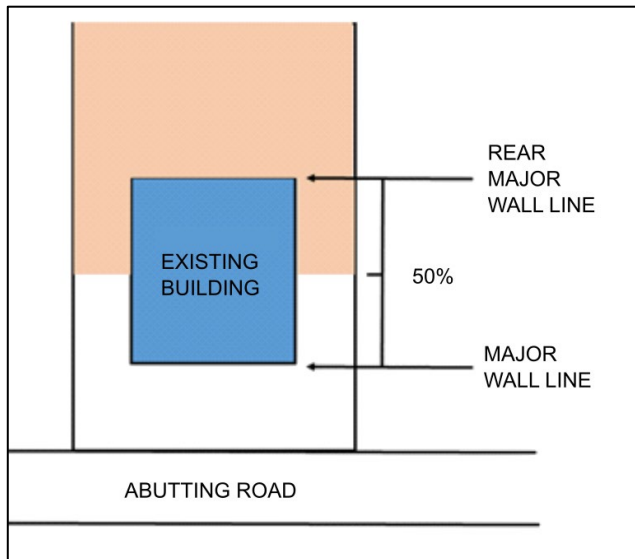 REAR
MAJOR
WALL LINE
EXISTING
BUILDING
50%
MAJOR
WALL LINE
ABUTTING ROAD